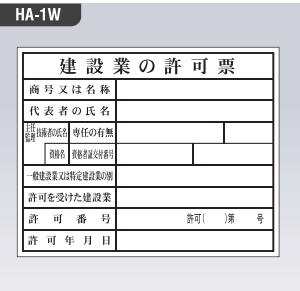 HA-1W
建設業の許可票
商号又は名称
代表者の氏名
主任
監理 技術者の氏名 専任の有無
資格名 資格者証交付番号
一般建設業又は特定建設業の別
許可を受けた建設業
許可番号 許可( )第 号
許可年月日